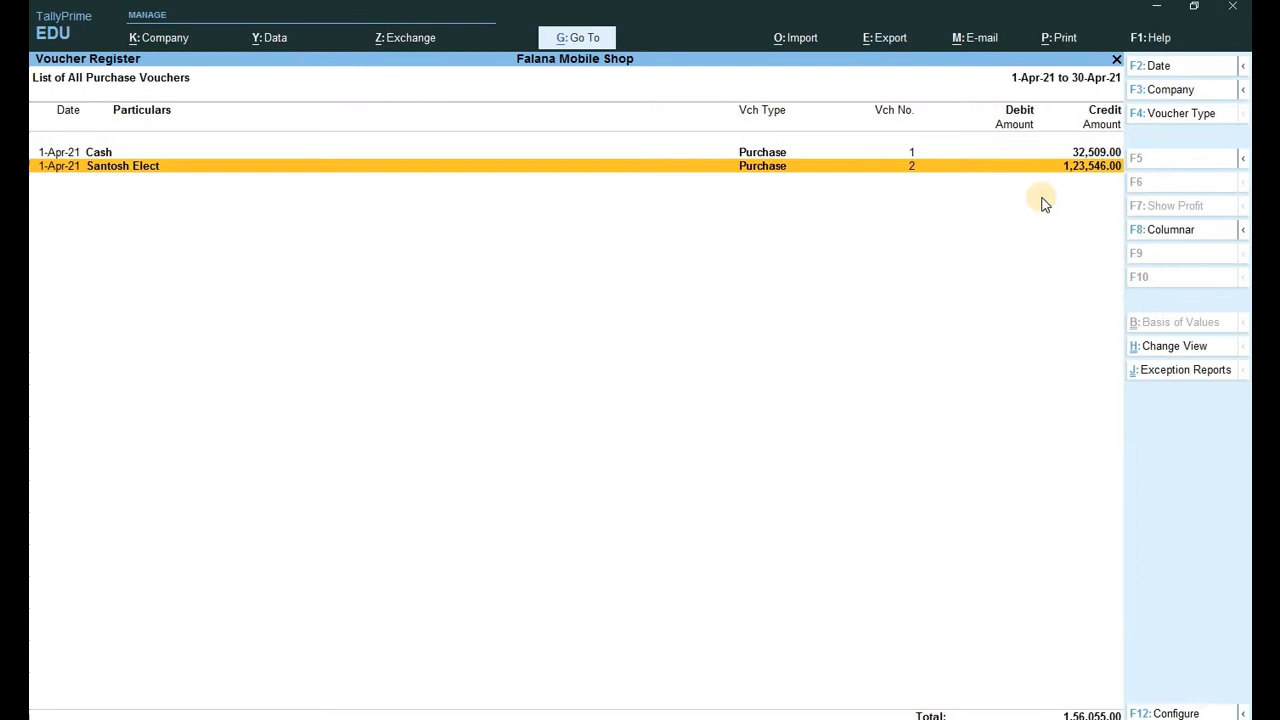 TallyPrime
EDU
MANAGE
K: Company
Y: Data
Z: Exchange
G: Go To
O: Import
E: Export
M: E-mail
P: Print
F1: Help
Voucher Register
Falana Mobile Shop
List of All Purchase Vouchers
1-Apr-21 to 30-Apr-21
Date Particulars Vch Type Vch No. Debit Credit
Amount Amount
1-Apr-21 Cash Purchase 1 32,509.00
1-Apr-21 Santosh Elect Purchase 2 1,23,546.00
Total: 1,56,055.00
F2: Date
F3: Company
F4: Voucher Type
F5
F6
F7: Show Profit
F8: Columnar
F9
F10
B: Basis of Values
H: Change View
J: Exception Reports
F12: Configure